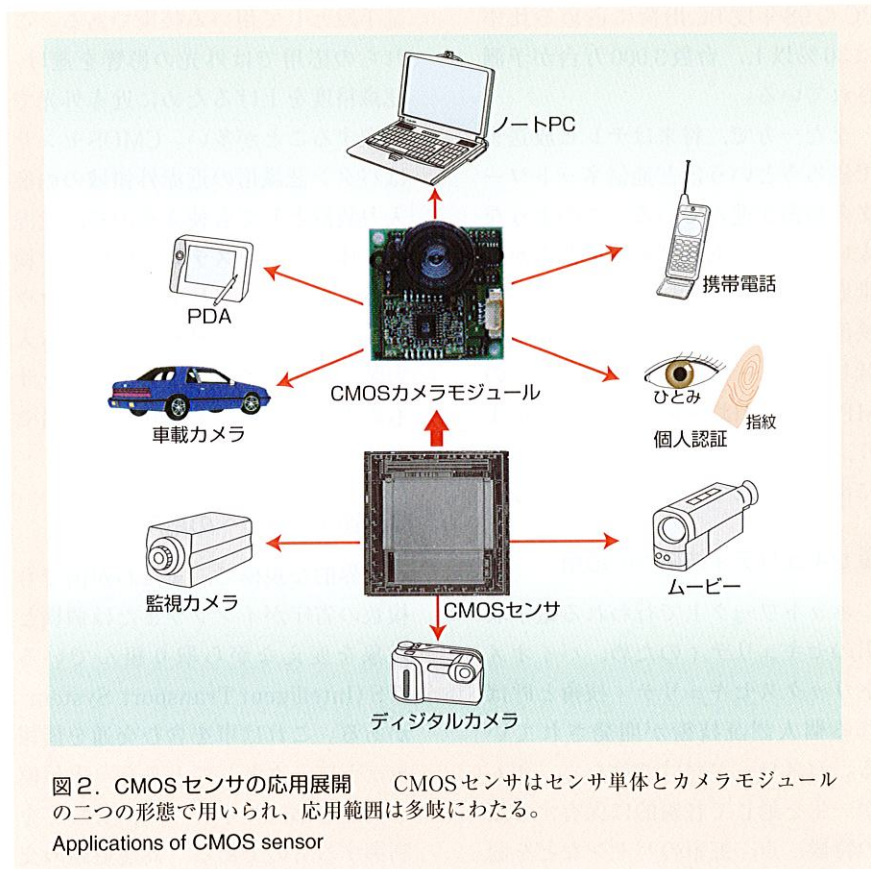 ノートPC
PDA
携帯電話
CMOSカメラモジュール
車載カメラ
ひとみ
指紋
個人認証
監視カメラ
CMOSセンサ
ムービー
ディジタルカメラ
図2．CMOSセンサの応用展開　　CMOSセンサはセンサ単体とカメラモジュール
の二つの形態で用いられ、応用範囲は多岐にわたる。
Applications of CMOS sensor